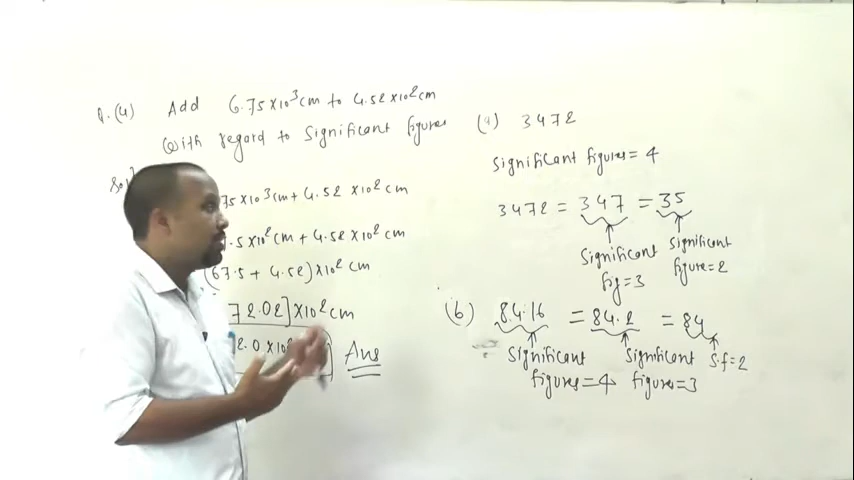 Q.(4) Add 6.75×10³cm to 4.52×10²cm
With regard to Significant figures
Sol
75×10³cm + 4.52×10²cm
7.5×10²cm + 4.52×10²cm
(67.5 + 4.52)×10²cm
72.02]×10²cm
2.0×10² Ans
(a) 3472
Significant figures = 4
3472 = 347 = 35
Significant fig = 3
Significant figure = 2
(b) 84.16 = 84.2 = 84
Significant figures = 4
Significant figures = 3
S.f = 2